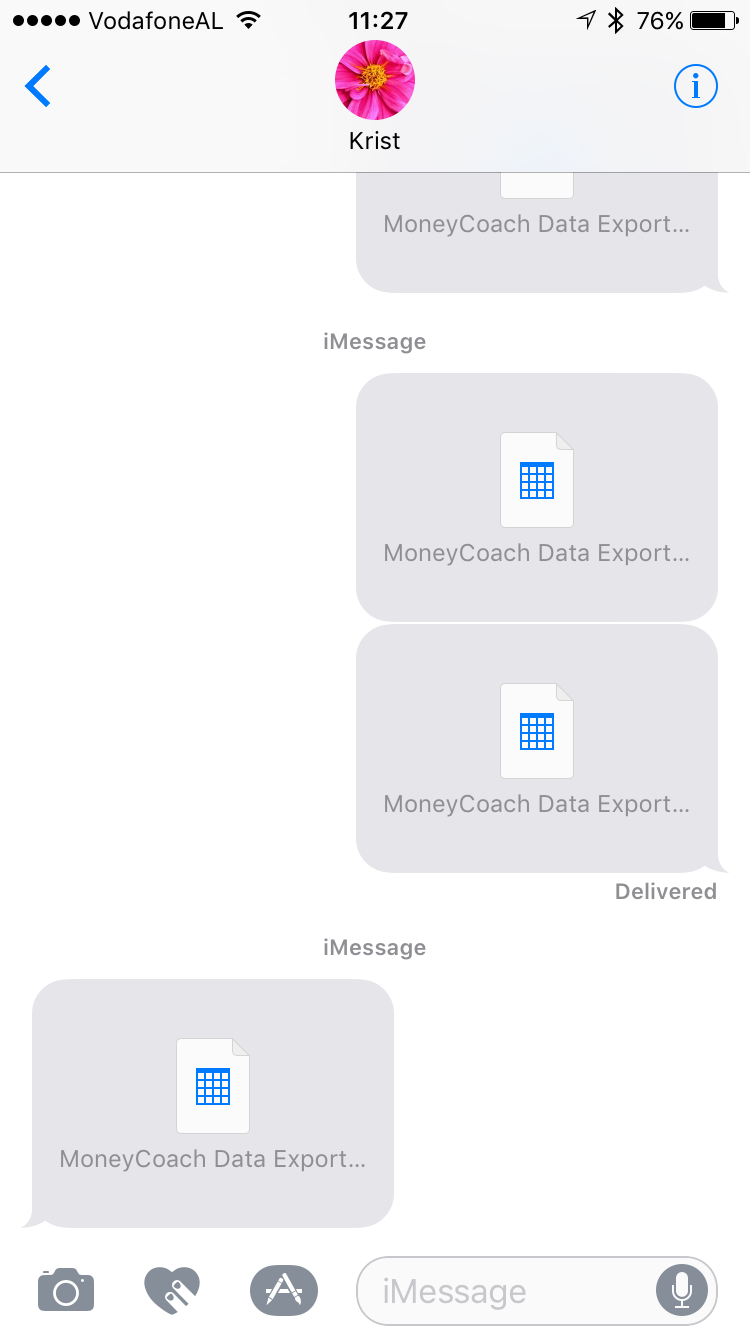 VodafoneAL 11:27 76%
Krist
MoneyCoach Data Export...
iMessage
MoneyCoach Data Export...
MoneyCoach Data Export...
Delivered
iMessage
MoneyCoach Data Export...
iMessage